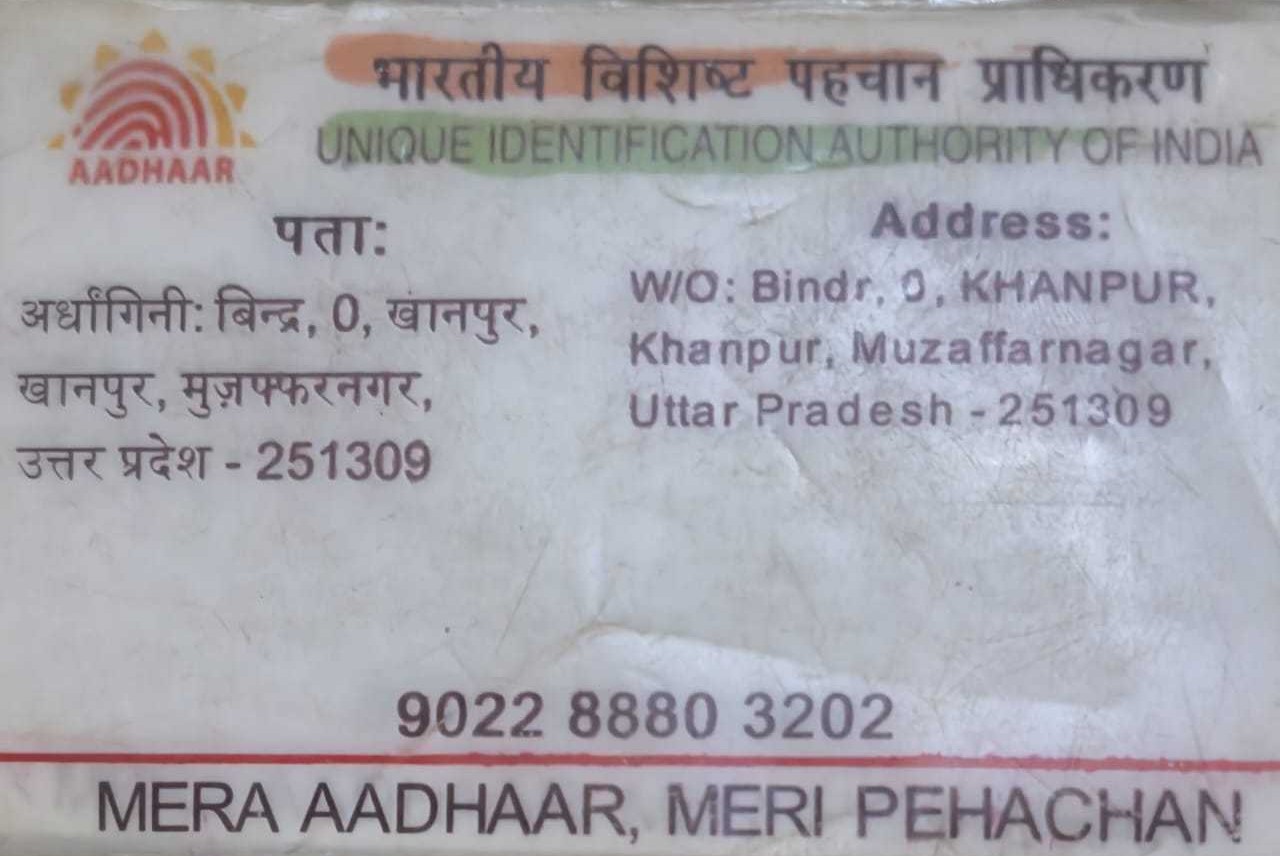 भारतीय विशिष्ट पहचान प्राधिकरण
UNIQUE IDENTIFICATION AUTHORITY OF INDIA
AADHAAR
पता:
अर्धांगिनी: बिन्द्र, 0, खानपुर,
खानपुर, मुज़फ्फरनगर,
उत्तर प्रदेश - 251309
Address:
W/O: Bindr, 0, KHANPUR,
Khanpur, Muzaffarnagar,
Uttar Pradesh - 251309
9022 8880 3202
MERA AADHAAR, MERI PEHACHAN